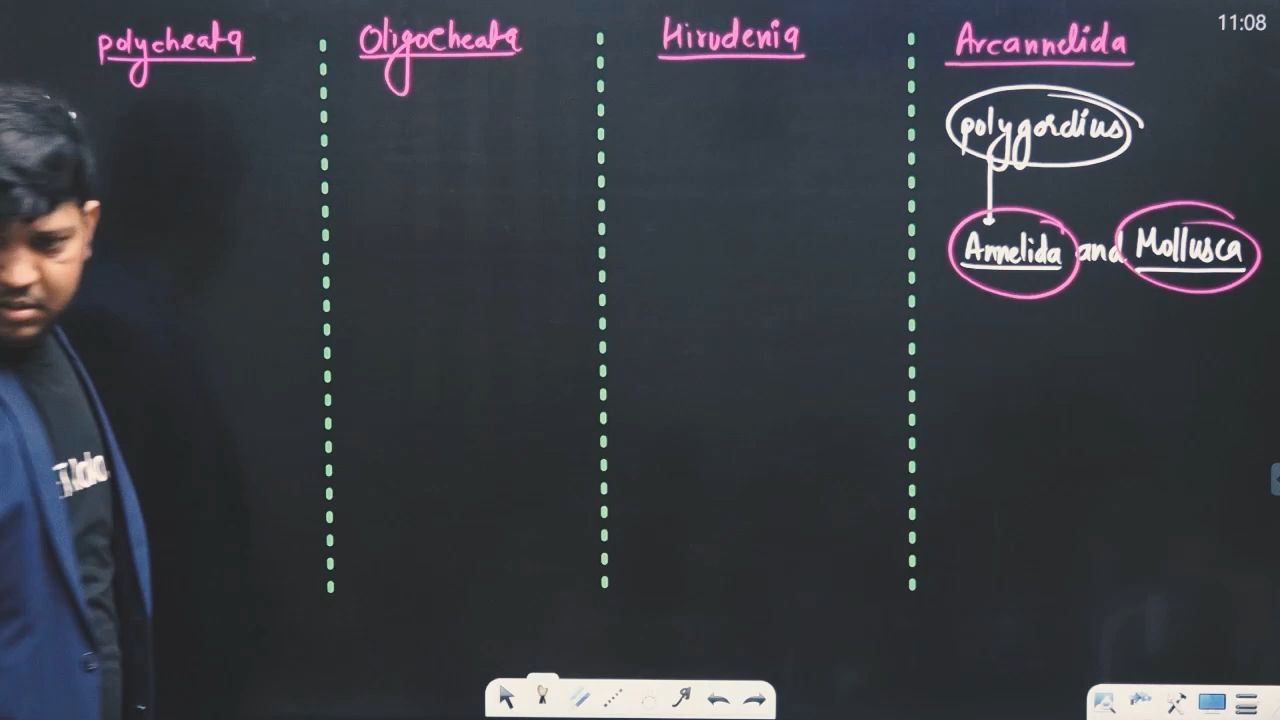 11:08
polycheata
Oligocheata
Hirudenia
Arcannelida
polygordius
Annelida and Mollusca